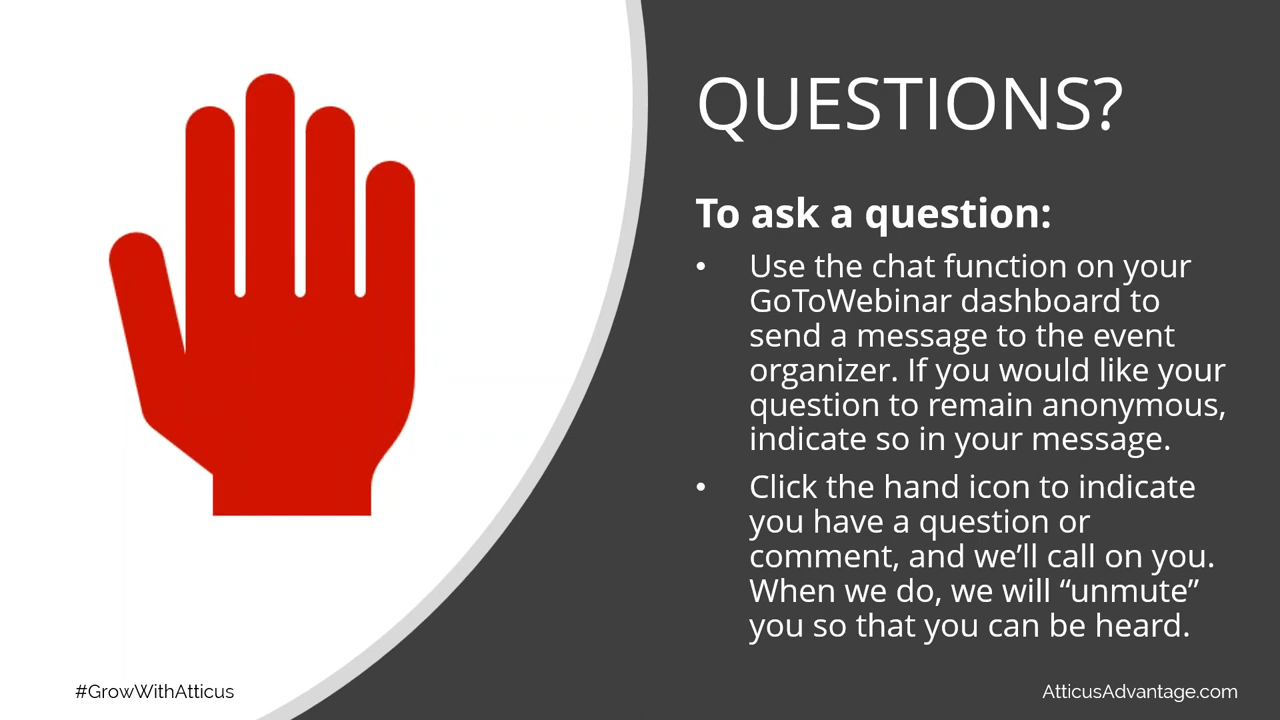 QUESTIONS?
To ask a question:
• Use the chat function on your
GoToWebinar dashboard to
send a message to the event
organizer. If you would like your
question to remain anonymous,
indicate so in your message.
• Click the hand icon to indicate
you have a question or
comment, and we’ll call on you.
When we do, we will “unmute”
you so that you can be heard.
#GrowWithAtticus
AtticusAdvantage.com